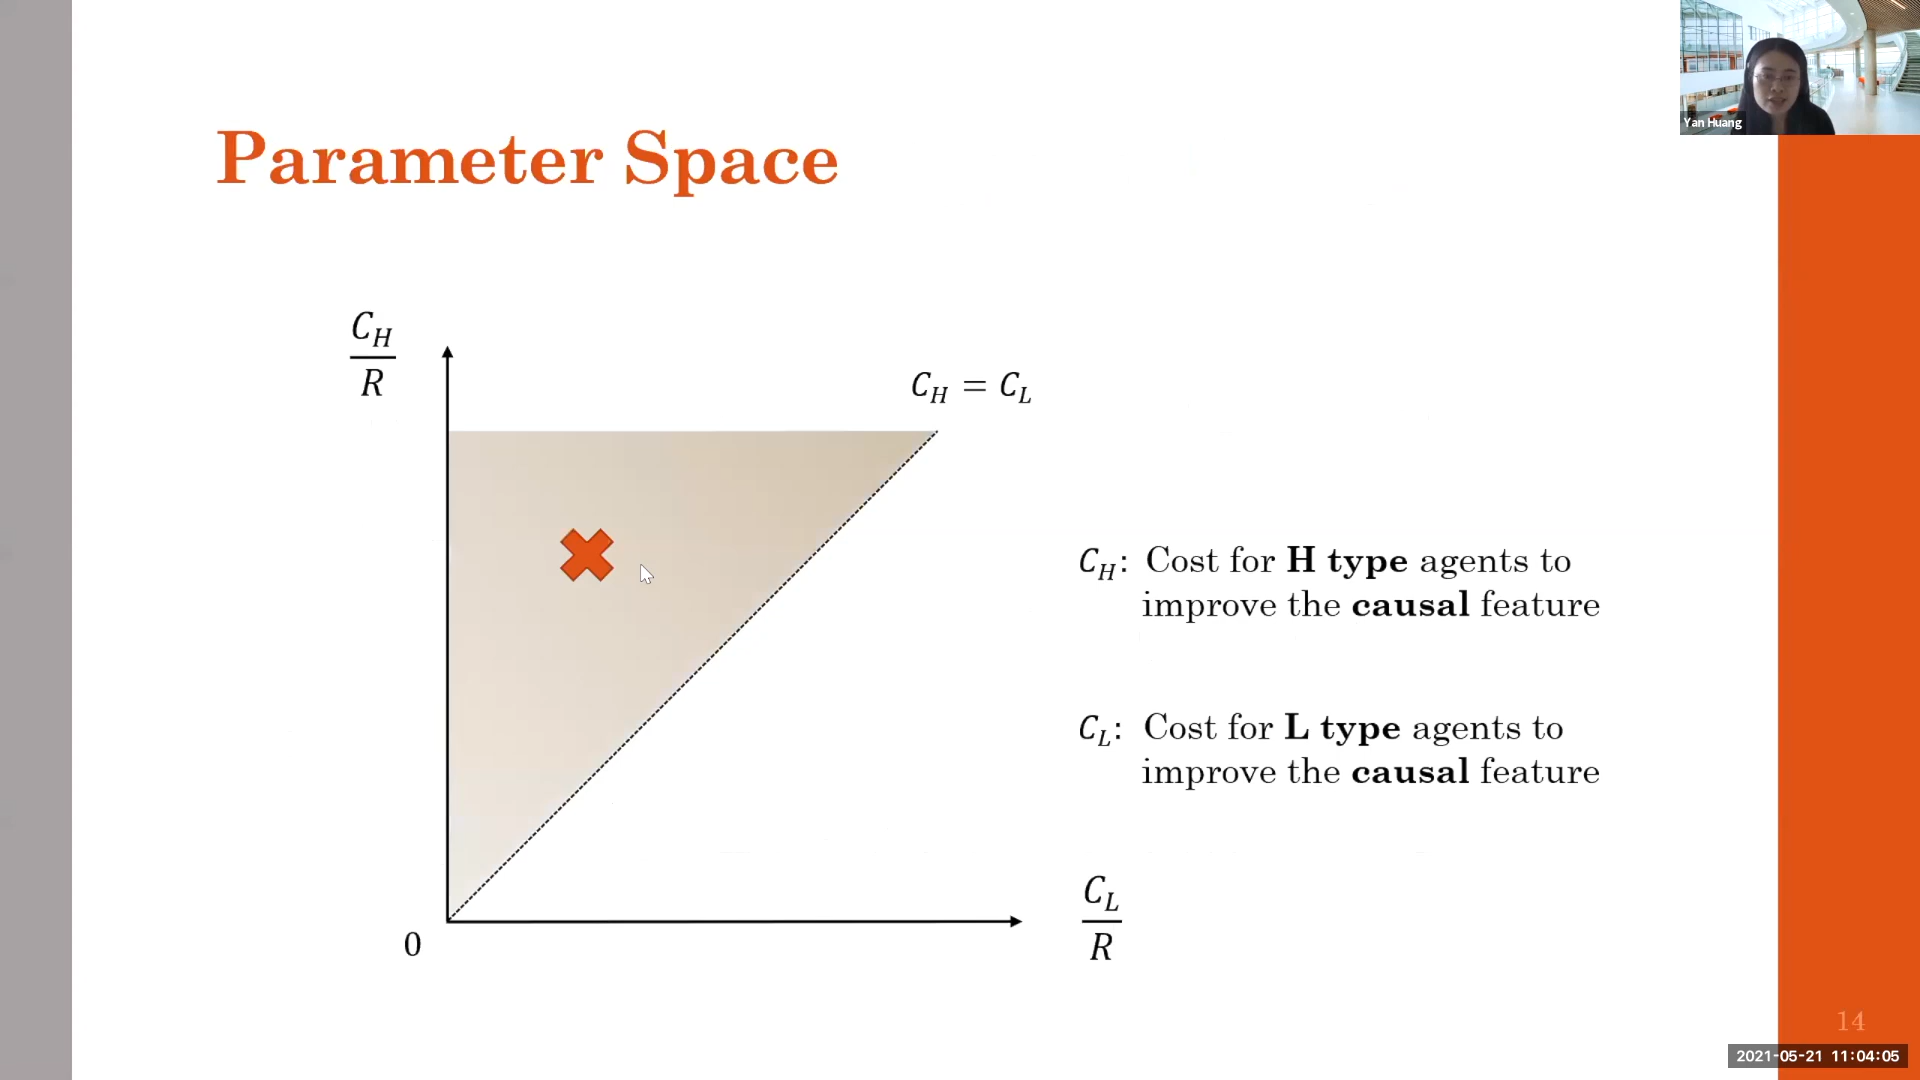 Yan Huang
Parameter Space
C_H
R
C_H = C_L
C_H: Cost for H type agents to
improve the causal feature
C_L: Cost for L type agents to
improve the causal feature
C_L
R
0
14
2021-05-21 11:04:05